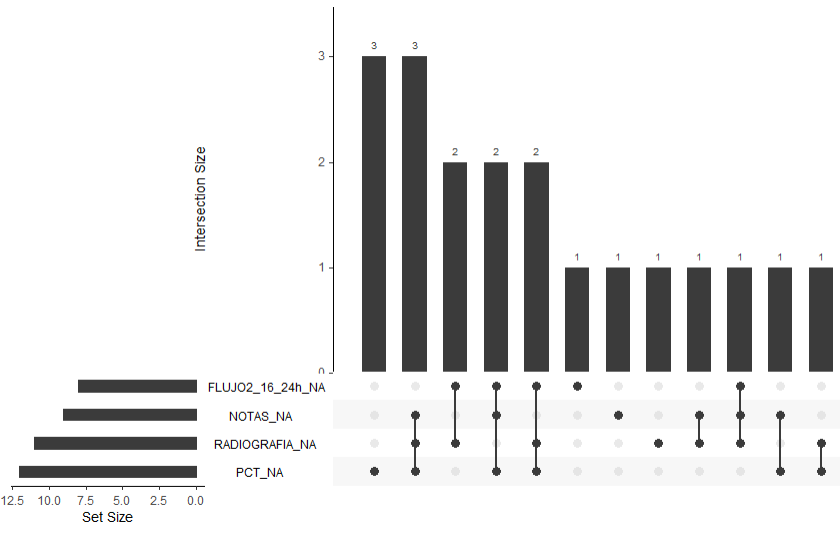 3 3
3
Intersection Size
2 2 2
2
1 1 1 1 1 1 1
1
0
FLUJO2_16_24h_NA
NOTAS_NA
RADIOGRAFIA_NA
PCT_NA
12.5 10.0 7.5 5.0 2.5 0.0
Set Size